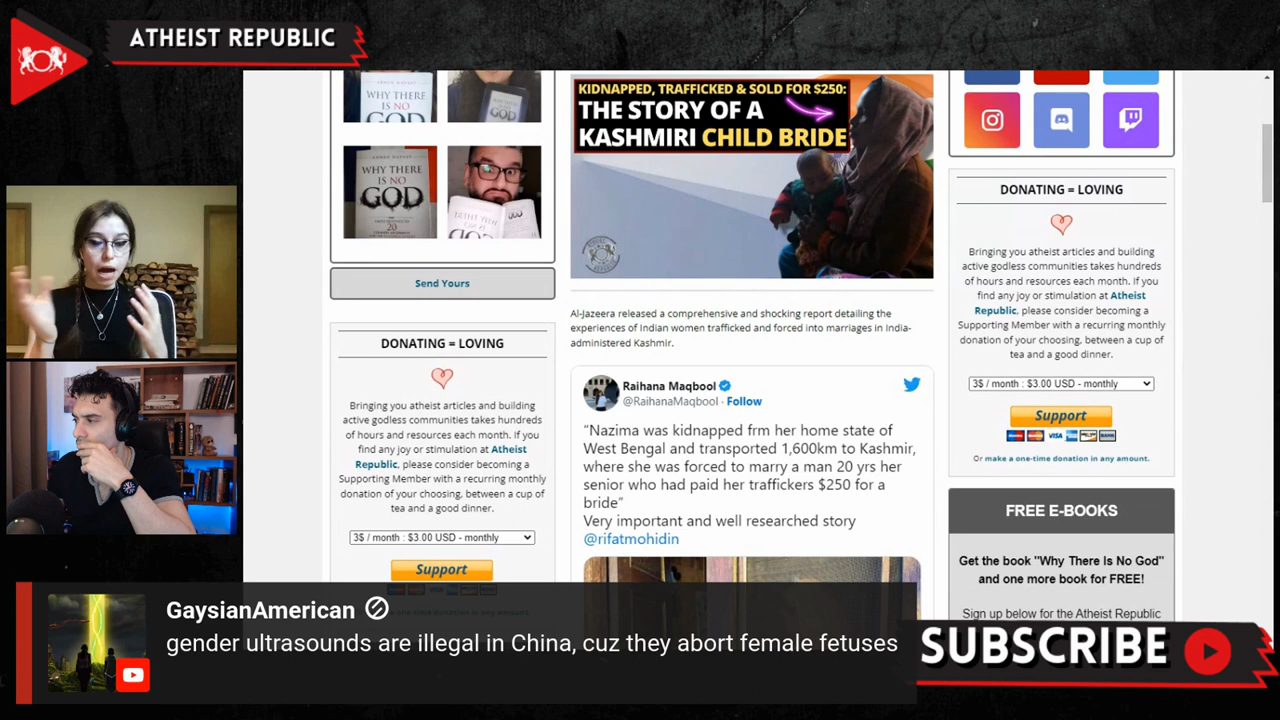 ATHEIST REPUBLIC
WHY THERE
IS NO
GOD
WHY THERE
IS NO
GOD
Send Yours
DONATING = LOVING
Bringing you atheist articles and building
active godless communities takes hundreds
of hours and resources each month. If you
find any joy or stimulation at Atheist
Republic, please consider becoming a
Supporting Member with a recurring monthly
donation of your choosing, between a cup of
tea and a good dinner.
3$ / month : $3.00 USD - monthly
Support
KIDNAPPED, TRAFFICKED & SOLD FOR $250:
THE STORY OF A
KASHMIRI CHILD BRIDE
Al-Jazeera released a comprehensive and shocking report detailing the
experiences of Indian women trafficked and forced into marriages in India-
administered Kashmir.
Raihana Maqbool
@RaihanaMaqbool · Follow
“Nazima was kidnapped frm her home state of
West Bengal and transported 1,600km to Kashmir,
where she was forced to marry a man 20 yrs her
senior who had paid her traffickers $250 for a
bride”
Very important and well researched story
@rifatmohidin
DONATING = LOVING
Bringing you atheist articles and building
active godless communities takes hundreds
of hours and resources each month. If you
find any joy or stimulation at Atheist
Republic, please consider becoming a
Supporting Member with a recurring monthly
donation of your choosing, between a cup of
tea and a good dinner.
3$ / month : $3.00 USD - monthly
Support
VISA
Or make a one-time donation in any amount.
FREE E-BOOKS
Get the book "Why There is No God"
and one more book for FREE!
Sign up below for the Atheist Republic
GaysianAmerican
gender ultrasounds are illegal in China, cuz they abort female fetuses
SUBSCRIBE